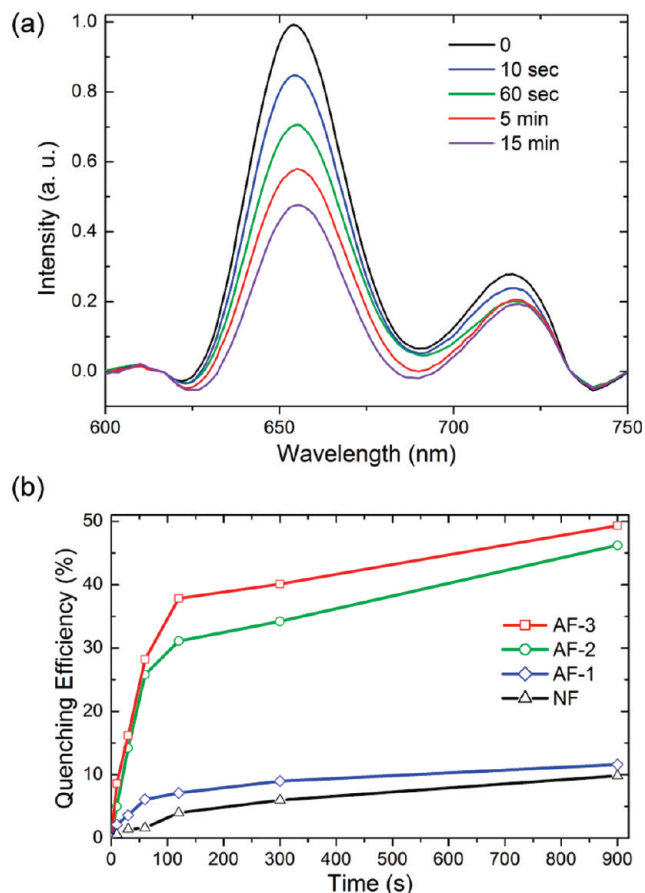 (a)
1.0
0.8
0.6
0.4
0.2
0.0
Intensity (a. u.)
0
10 sec
60 sec
5 min
15 min
600 650 700 750
Wavelength (nm)
(b)
50
40
30
20
10
0
Quenching Efficiency (%)
AF-3
AF-2
AF-1
NF
0 100 200 300 400 500 600 700 800 900
Time (s)